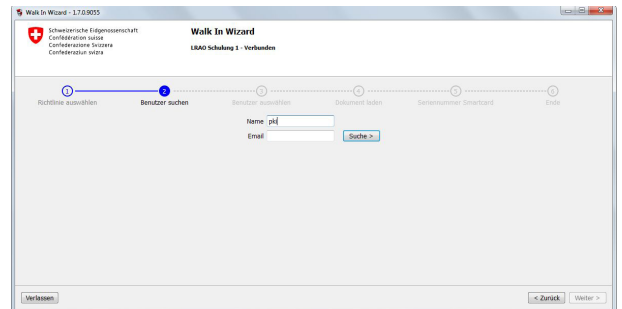 Walk In Wizard - 1.7.0.9055
Schweizerische Eidgenossenschaft
Confédération suisse
Confederazione Svizzera
Confederaziun svizra
Walk In Wizard
LRAO Schulung 1 - Verbunden
1 2 3 4 5 6
Richtlinie auswählen Benutzer suchen Benutzer auswählen Dokument laden Seriennummer Smartcard Ende
Name pki
Email Suche >
Verlassen < Zurück Weiter >